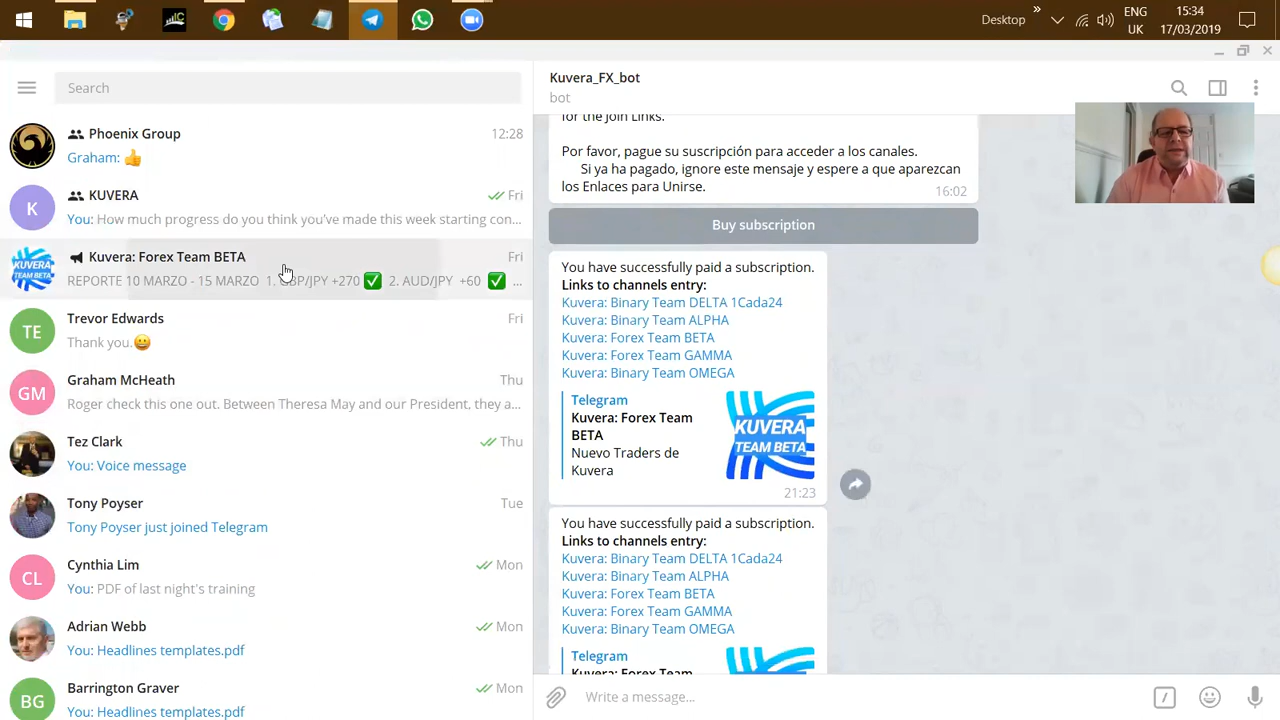 Desktop
»
ENG
UK
15:34
17/03/2019
Search
Phoenix Group
12:28
Graham: 👍
K
KUVERA
Fri
You: How much progress do you think you've made this week starting con...
KUVERA
TEAM BETA
Kuvera: Forex Team BETA
Fri
REPORTE 10 MARZO - 15 MARZO 1. /JPY +270 ✅ 2. AUD/JPY +60 ✅ ...
TE
Trevor Edwards
Fri
Thank you.😀
GM
Graham McHeath
Thu
Roger check this one out. Between Theresa May and our President, they a...
Tez Clark
Thu
You: Voice message
Tony Poyser
Tue
Tony Poyser just joined Telegram
CL
Cynthia Lim
Mon
You: PDF of last night's training
Adrian Webb
Mon
You: Headlines templates.pdf
BG
Barrington Graver
Mon
You: Headlines templates.pdf
Kuvera_FX_bot
bot
for the Join Links.
Por favor, pague su suscripción para acceder a los canales.
Si ya ha pagado, ignore este mensaje y espere a que aparezcan
los Enlaces para Unirse.
16:02
Buy subscription
You have successfully paid a subscription.
Links to channels entry:
Kuvera: Binary Team DELTA 1Cada24
Kuvera: Binary Team ALPHA
Kuvera: Forex Team BETA
Kuvera: Forex Team GAMMA
Kuvera: Binary Team OMEGA
Telegram
Kuvera: Forex Team
BETA
Nuevo Traders de
Kuvera
KUVERA
TEAM BETA
21:23
You have successfully paid a subscription.
Links to channels entry:
Kuvera: Binary Team DELTA 1Cada24
Kuvera: Binary Team ALPHA
Kuvera: Forex Team BETA
Kuvera: Forex Team GAMMA
Kuvera: Binary Team OMEGA
Telegram
Kuvera: Forex Team
Write a message...